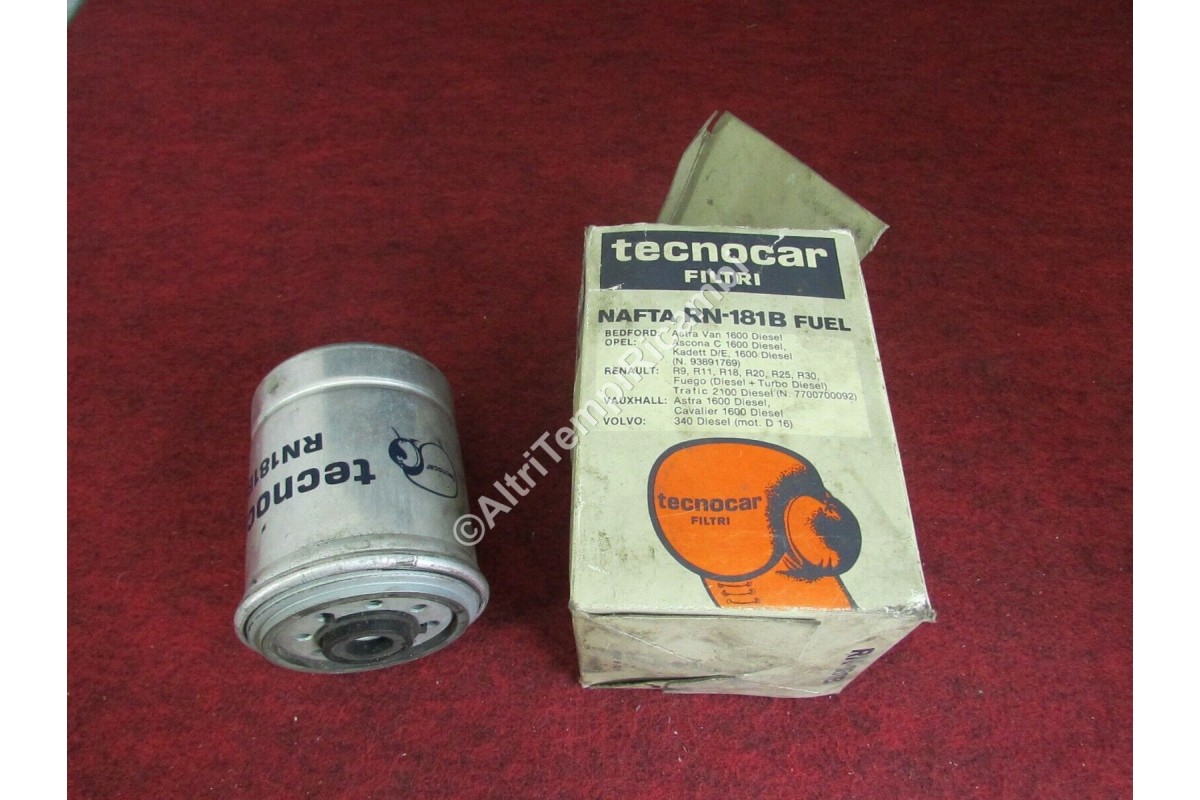 tecnocar
FILTRI
NAFTA RN-181B FUEL
BEDFORD: Astra Van 1600 Diesel
OPEL: Ascona C 1600 Diesel,
Kadett D/E, 1600 Diesel
(N. 93891769)
RENAULT: R9, R11, R18, R20, R25, R30,
Fuego (Diesel + Turbo Diesel)
Trafic 2100 Diesel (N. 7700700092)
VAUXHALL: Astra 1600 Diesel,
Cavalier 1600 Diesel
VOLVO: 340 Diesel (mot. D 16)
tecnocar
FILTRI
tecnoc
RN181
©AltriTempiRicambi